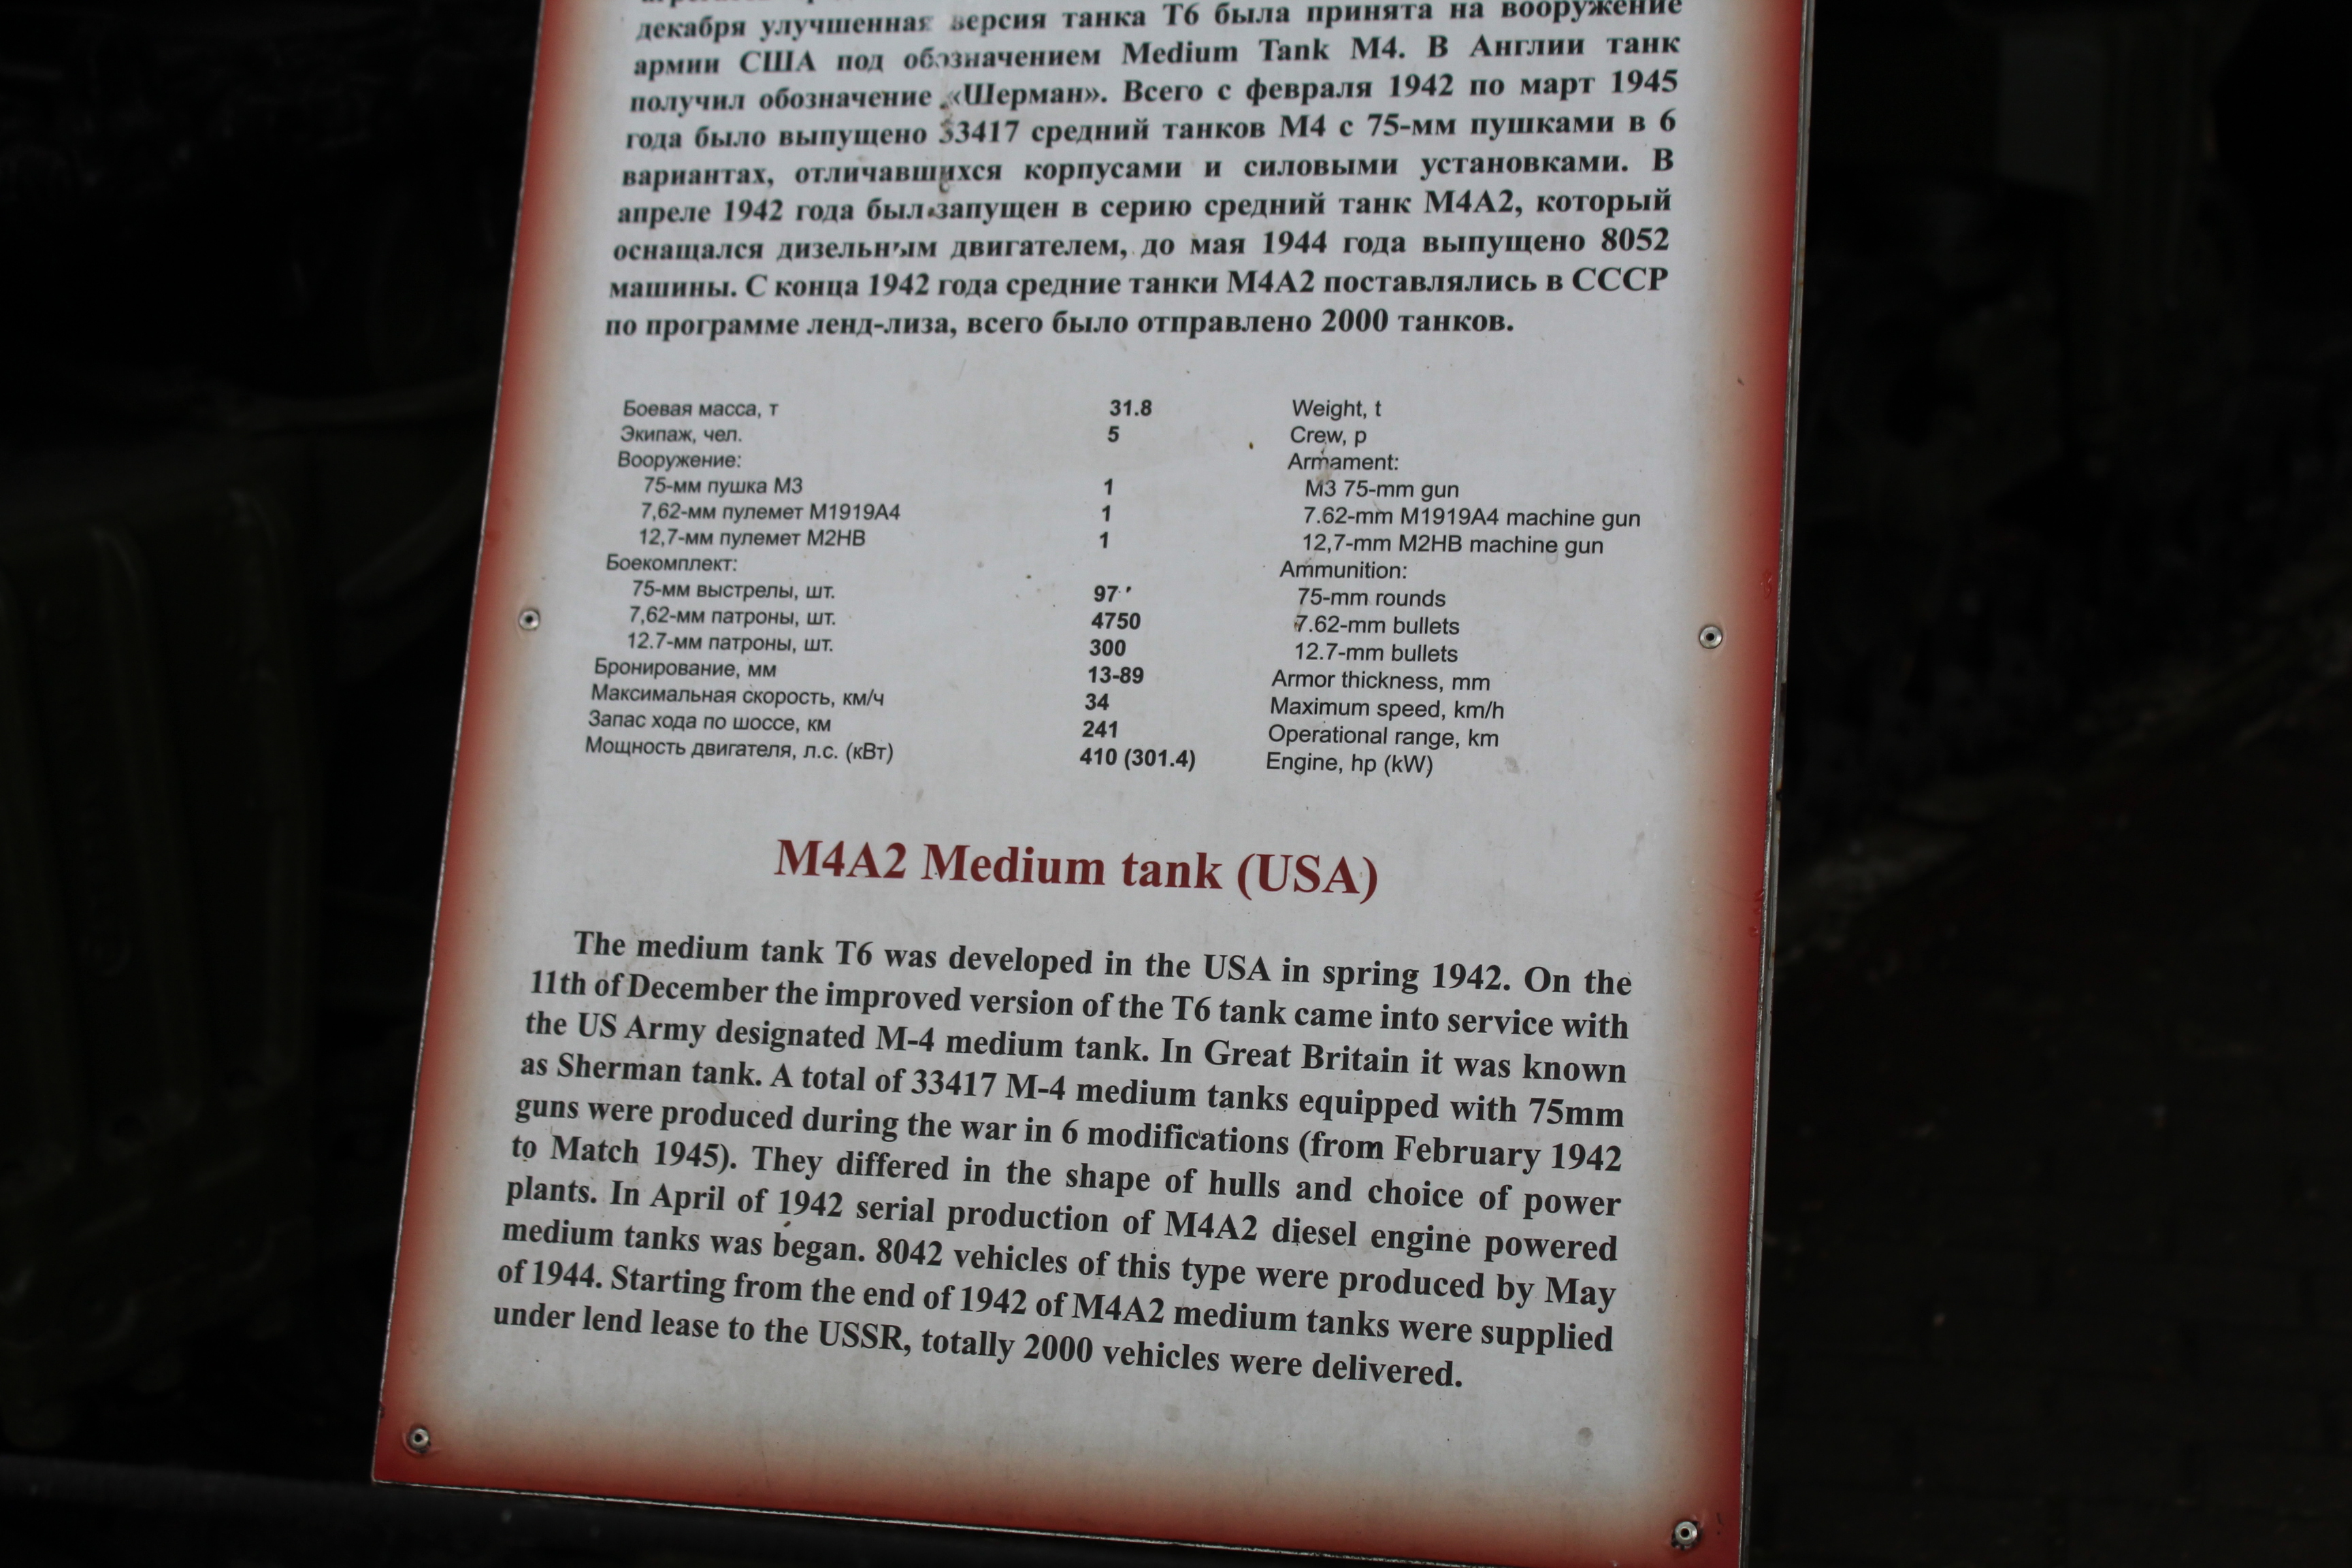 декабря улучшенная версия танка Т6 была принята на вооружение
армии США под обозначением Medium Tank M4. В Англии танк
получил обозначение «Шерман». Всего с февраля 1942 по март 1945
года было выпущено 33417 средний танков М4 с 75-мм пушками в 6
вариантах, отличавшихся корпусами и силовыми установками. В
апреле 1942 года был запущен в серию средний танк М4А2, который
оснащался дизельным двигателем, до мая 1944 года выпущено 8052
машины. С конца 1942 года средние танки М4А2 поставлялись в СССР
по программе ленд-лиза, всего было отправлено 2000 танков.
Боевая масса, т 31.8 Weight, t
Экипаж, чел. 5 Crew, p
Вооружение: Armament:
75-мм пушка М3 1 M3 75-mm gun
7,62-мм пулемет М1919А4 1 7.62-mm M1919A4 machine gun
12,7-мм пулемет М2НВ 1 12,7-mm M2HB machine gun
Боекомплект: Ammunition:
75-мм выстрелы, шт. 97 75-mm rounds
7,62-мм патроны, шт. 4750 7.62-mm bullets
12.7-мм патроны, шт. 300 12.7-mm bullets
Бронирование, мм 13-89 Armor thickness, mm
Максимальная скорость, км/ч 34 Maximum speed, km/h
Запас хода по шоссе, км 241 Operational range, km
Мощность двигателя, л.с. (кВт) 410 (301.4) Engine, hp (kW)
M4A2 Medium tank (USA)
The medium tank T6 was developed in the USA in spring 1942. On the
11th of December the improved version of the T6 tank came into service with
the US Army designated M-4 medium tank. In Great Britain it was known
as Sherman tank. A total of 33417 M-4 medium tanks equipped with 75mm
guns were produced during the war in 6 modifications (from February 1942
to Match 1945). They differed in the shape of hulls and choice of power
plants. In April of 1942 serial production of M4A2 diesel engine powered
medium tanks was began. 8042 vehicles of this type were produced by May
of 1944. Starting from the end of 1942 of M4A2 medium tanks were supplied
under lend lease to the USSR, totally 2000 vehicles were delivered.